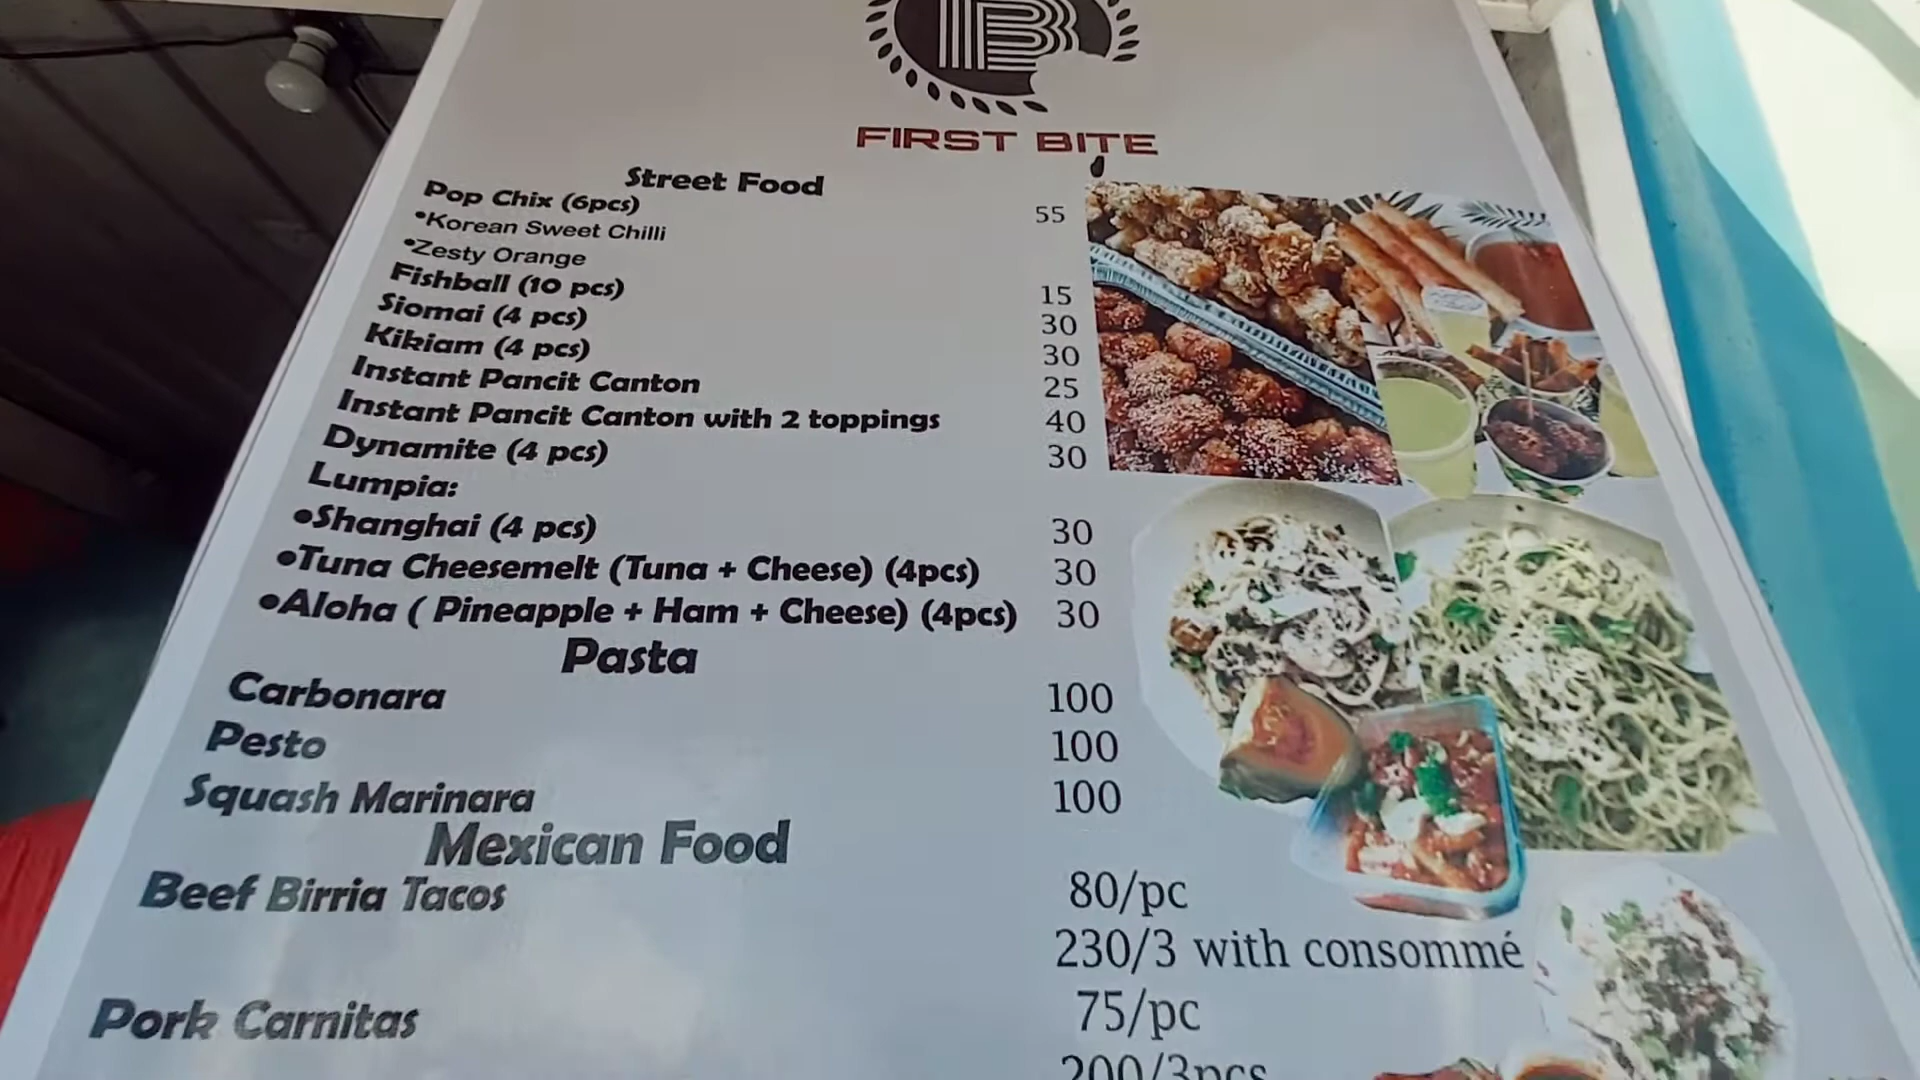 B
FIRST BITE
Street Food
Pop Chix (6pcs) 55
•Korean Sweet Chilli
•Zesty Orange
Fishball (10 pcs) 15
Siomai (4 pcs) 30
Kikiam (4 pcs) 30
Instant Pancit Canton 25
Instant Pancit Canton with 2 toppings 40
Dynamite (4 pcs) 30
Lumpia:
•Shanghai (4 pcs) 30
•Tuna Cheesemelt (Tuna + Cheese) (4pcs) 30
•Aloha ( Pineapple + Ham + Cheese) (4pcs) 30
Pasta
Carbonara 100
Pesto 100
Squash Marinara 100
Mexican Food
Beef Birria Tacos 80/pc
230/3 with consommé
Pork Carnitas 75/pc
200/3pcs